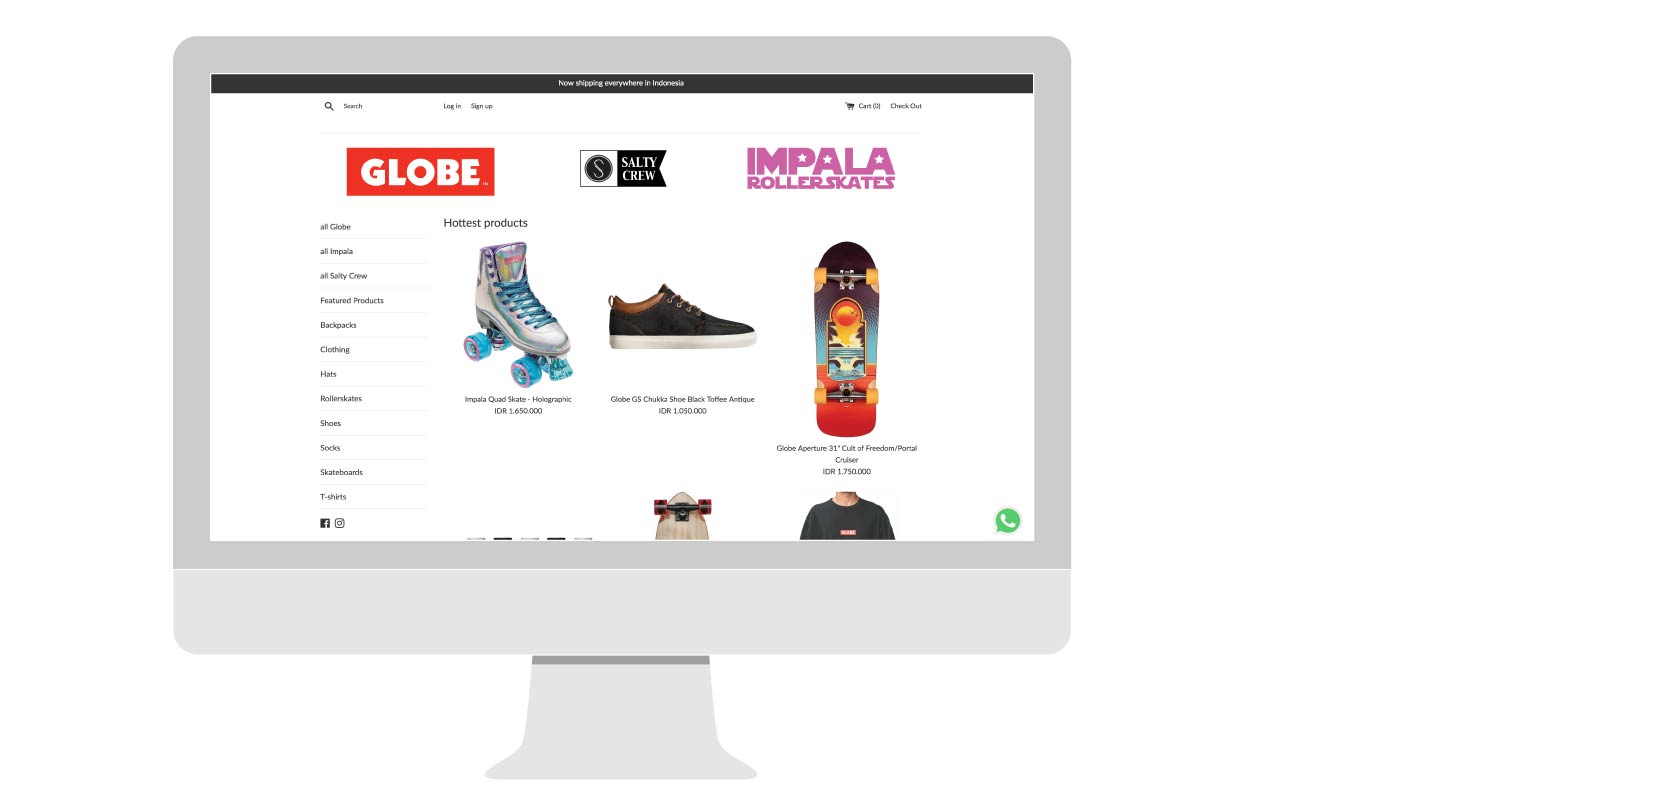 Now shipping everywhere in Indonesia
Search
Log in
Sign up
Cart (0)
Check Out
GLOBE
SALTY
CREW
IMPALA
ROLLERSKATES
all Globe
all Impala
all Salty Crew
Featured Products
Backpacks
Clothing
Hats
Rollerskates
Shoes
Socks
Skateboards
T-shirts
Hottest products
Impala Quad Skate - Holographic
IDR 1.650.000
Globe GS Chukka Shoe Black Toffee Antique
IDR 1.050.000
Globe Aperture 31" Cult of Freedom/Portal
Cruiser
IDR 1.750.000
GLOBE